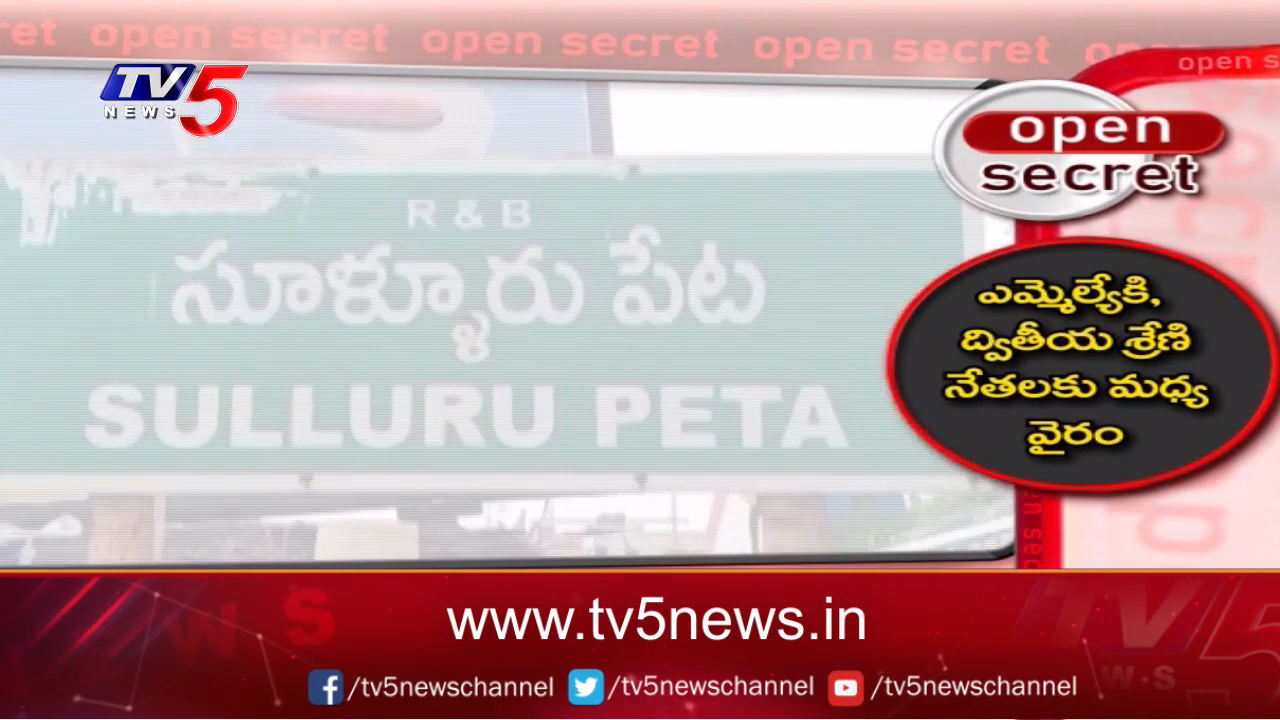 open secret open secret open secret open
open s
TV5
NEWS
open
secret
R & B
సూళ్ళూరు పేట
SULLURU PETA
ఎమ్మెల్యేకి,
ద్వితీయ శ్రేణి
నేతలకు మధ్య
వైరం
www.tv5news.in
/tv5newschannel /tv5newschannel /tv5newschannel